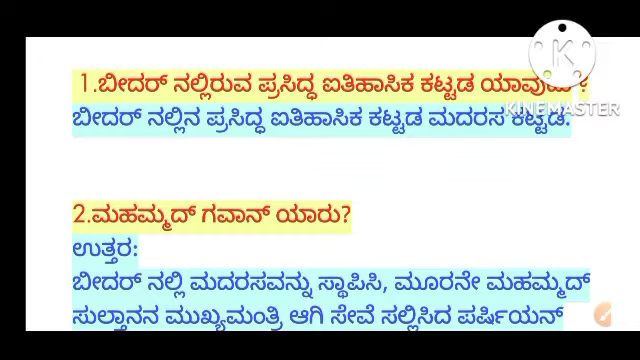 1.ಬೀದರ್ ನಲ್ಲಿರುವ ಪ್ರಸಿದ್ಧ ಐತಿಹಾಸಿಕ ಕಟ್ಟಡ ಯಾವುದು ?
KINEMASTER
ಬೀದರ್ ನಲ್ಲಿನ ಪ್ರಸಿದ್ಧ ಐತಿಹಾಸಿಕ ಕಟ್ಟಡ ಮದರಸ ಕಟ್ಟಡ.
2.ಮಹಮ್ಮದ್ ಗವಾನ್ ಯಾರು?
ಉತ್ತರ:
ಬೀದರ್ ನಲ್ಲಿ ಮದರಸವನ್ನು ಸ್ಥಾಪಿಸಿ, ಮೂರನೇ ಮಹಮ್ಮದ್
ಸುಲ್ತಾನನ ಮುಖ್ಯಮಂತ್ರಿ ಆಗಿ ಸೇವೆ ಸಲ್ಲಿಸಿದ ಪರ್ಷಿಯನ್